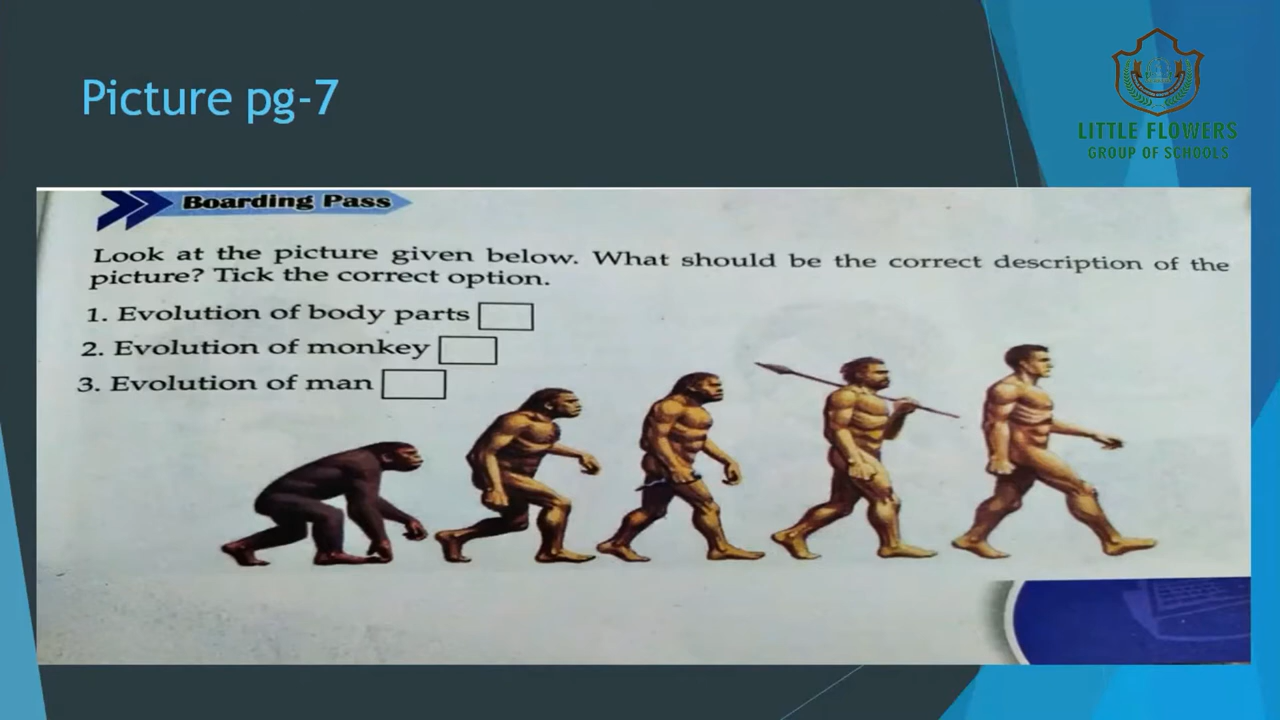 Picture pg-7
LITTLE FLOWERS
GROUP OF SCHOOLS
Boarding Pass
Look at the picture given below. What should be the correct description of the
picture? Tick the correct option.
1. Evolution of body parts
2. Evolution of monkey
3. Evolution of man